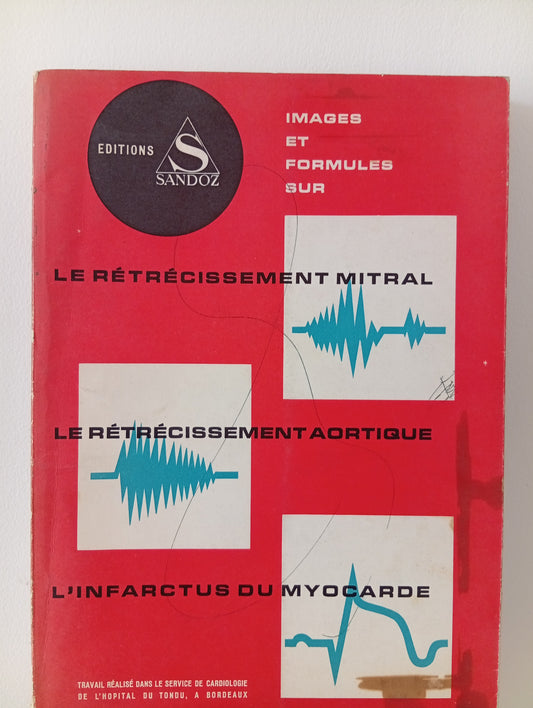 EDITIONS
S
SANDOZ
IMAGES
ET
FORMULES
SUR
LE RÉTRÉCISSEMENT MITRAL
LE RÉTRÉCISSEMENT AORTIQUE
L'INFARCTUS DU MYOCARDE
TRAVAIL RÉALISÉ DANS LE SERVICE DE CARDIOLOGIE
DE L'HOPITAL DU TONDU, A BORDEAUX